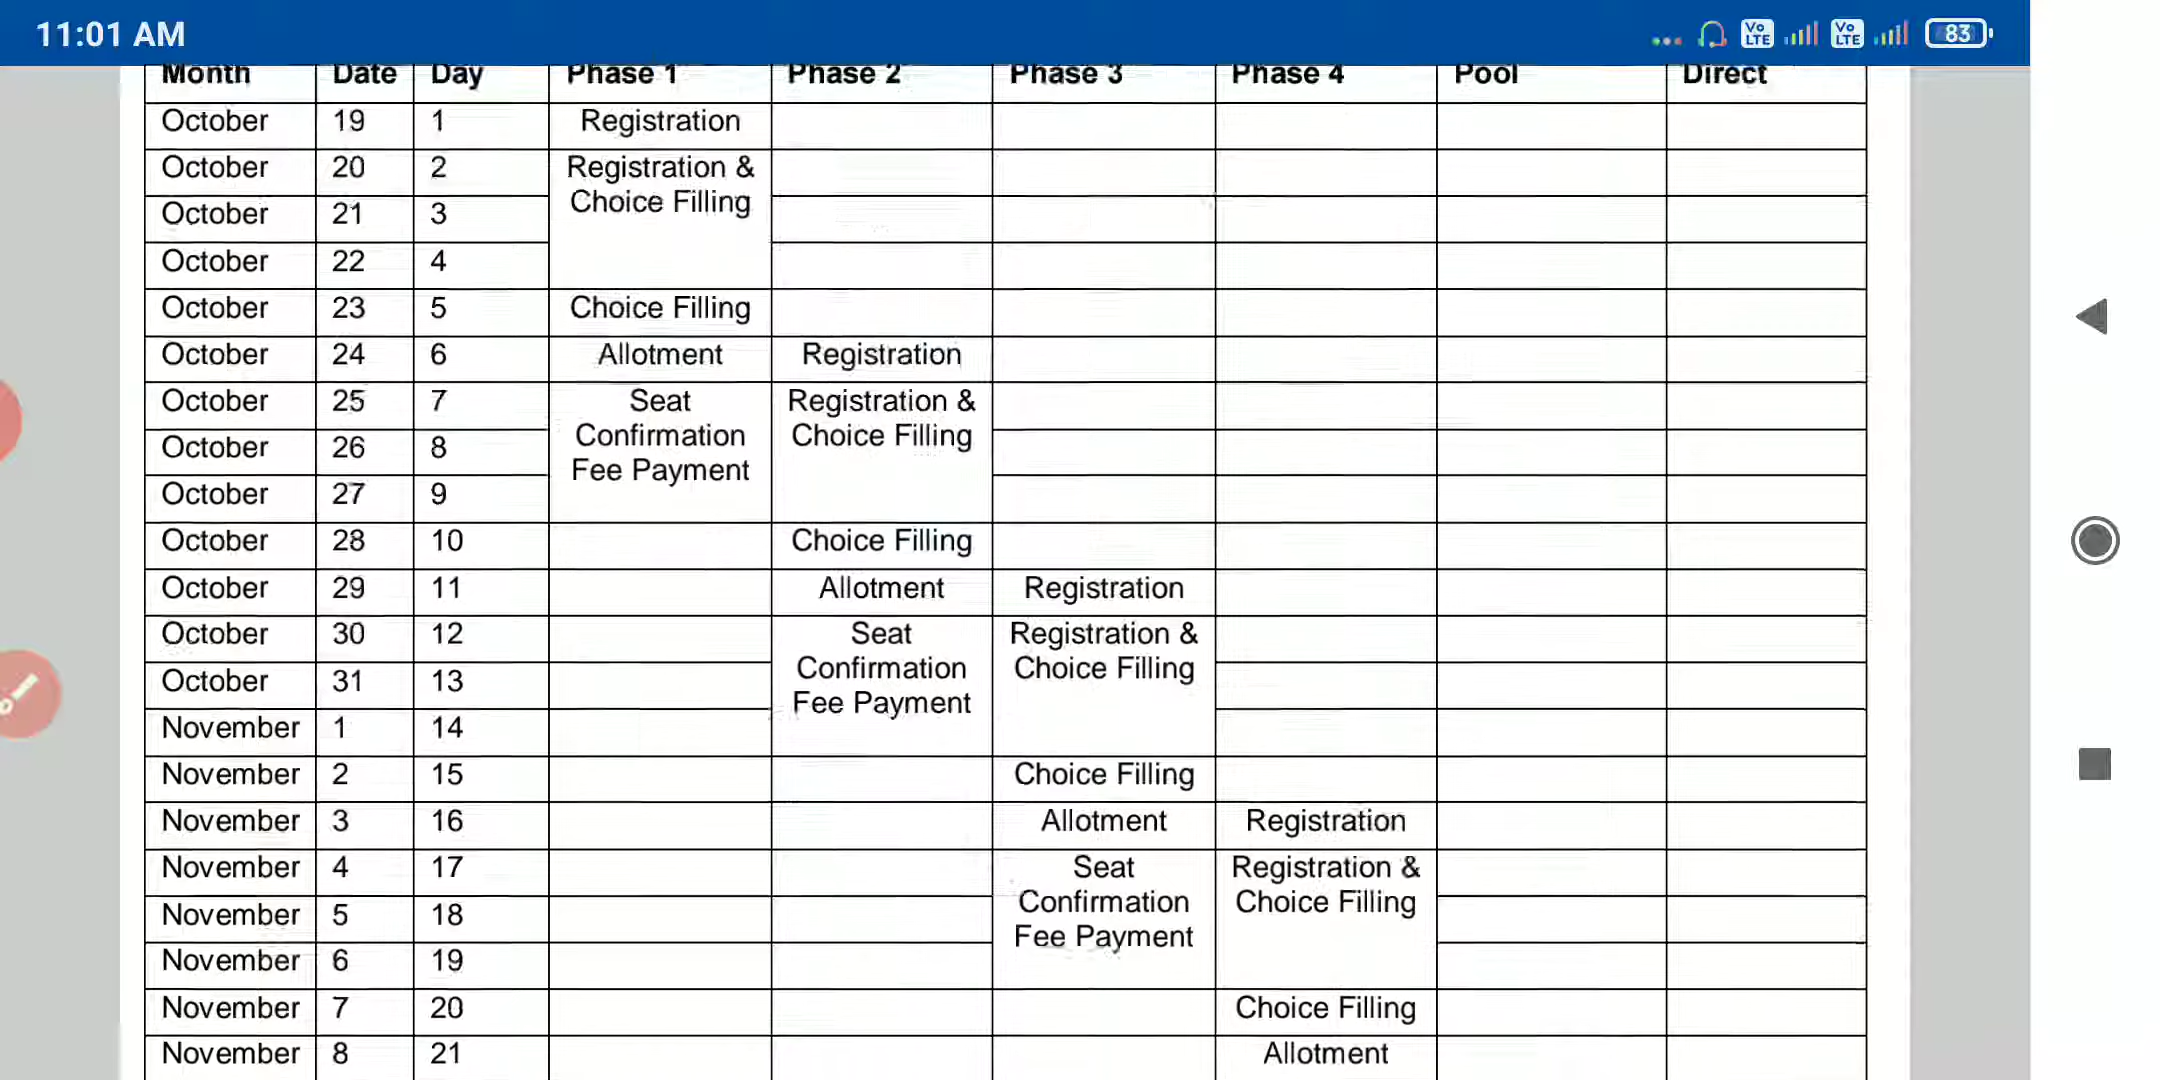 11:01 AM
Vo LTE Vo LTE 83
Month Date Day Phase 1 Phase 2 Phase 3 Phase 4 Pool Direct
October 19 1 Registration
October 20 2 Registration &
Choice Filling
October 21 3
October 22 4
October 23 5 Choice Filling
October 24 6 Allotment Registration
October 25 7 Seat Registration &
Confirmation Choice Filling
October 26 8
Fee Payment
October 27 9
October 28 10 Choice Filling
October 29 11 Allotment Registration
October 30 12 Seat Registration &
Confirmation Choice Filling
October 31 13
Fee Payment
November 1 14
November 2 15 Choice Filling
November 3 16 Allotment Registration
November 4 17 Seat Registration &
Confirmation Choice Filling
November 5 18
Fee Payment
November 6 19
November 7 20 Choice Filling
November 8 21 Allotment